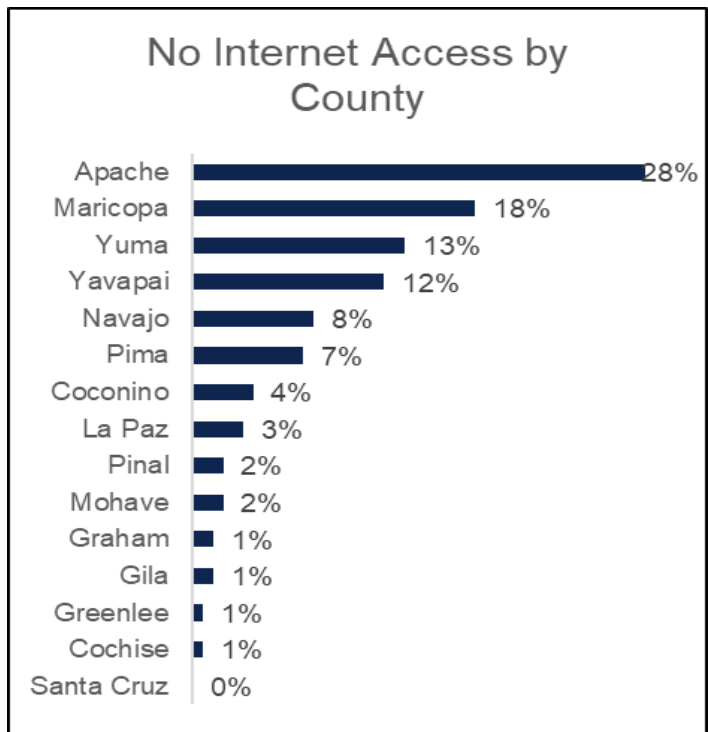 No Internet Access by
County
Apache 28%
Maricopa 18%
Yuma 13%
Yavapai 12%
Navajo 8%
Pima 7%
Coconino 4%
La Paz 3%
Pinal 2%
Mohave 2%
Graham 1%
Gila 1%
Greenlee 1%
Cochise 1%
Santa Cruz 0%